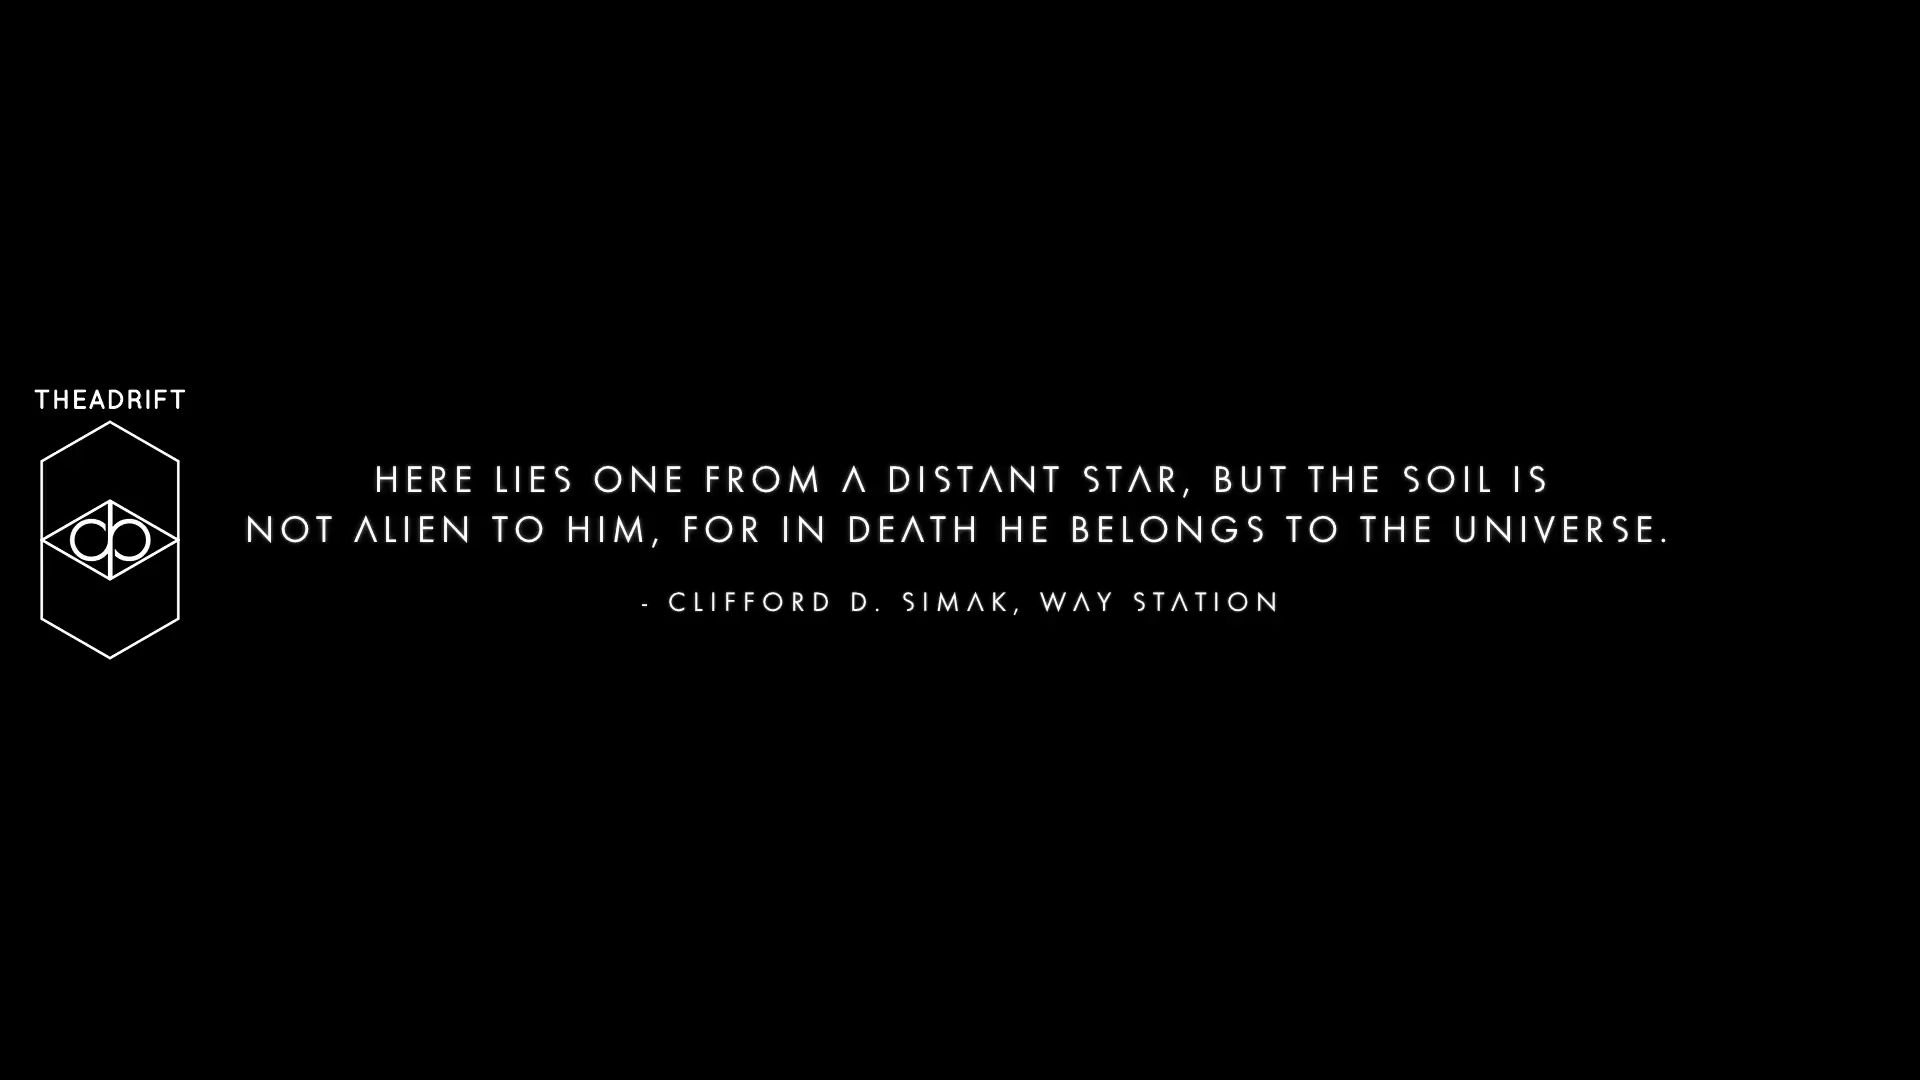 THEADRIFT
HERE LIES ONE FROM A DISTANT STAR, BUT THE SOIL IS
NOT ALIEN TO HIM, FOR IN DEATH HE BELONGS TO THE UNIVERSE.
- CLIFFORD D. SIMAK, WAY STATION